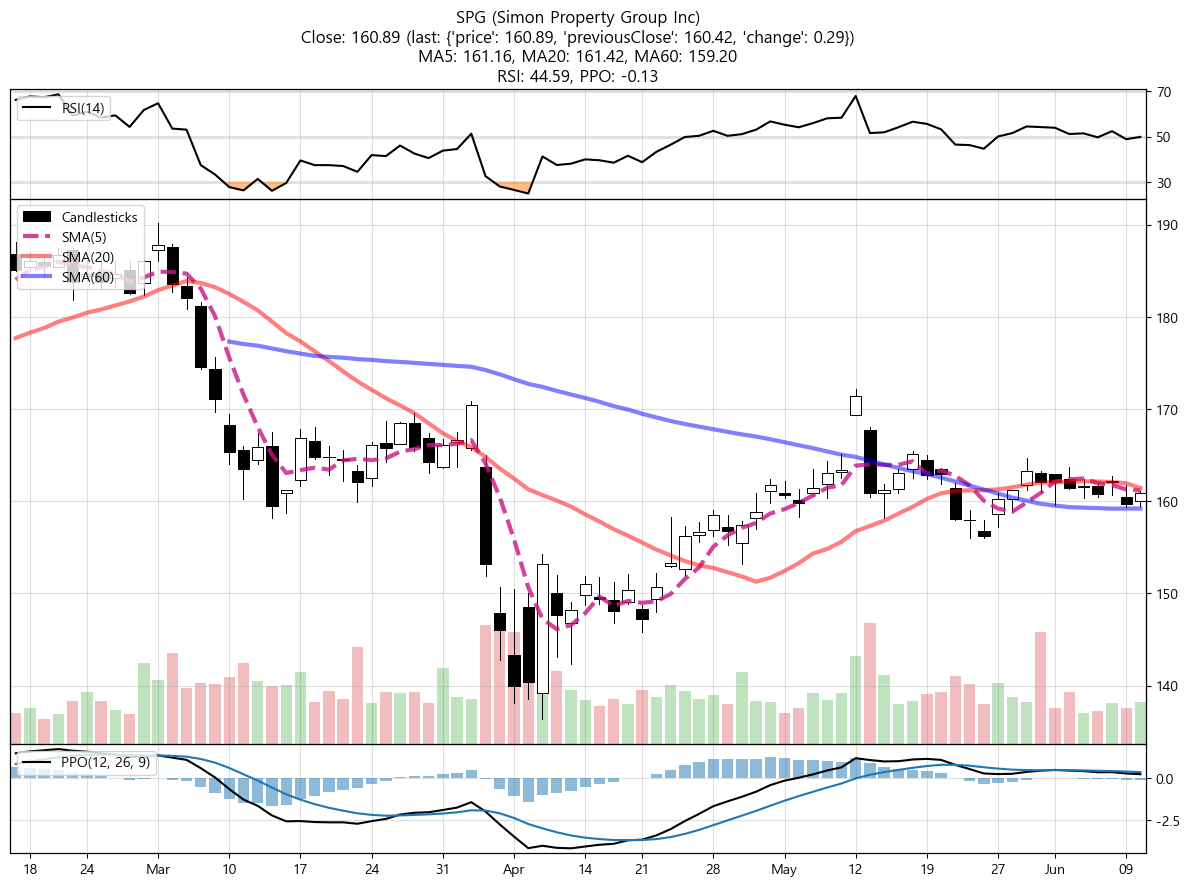 SPG (Simon Property Group Inc)
Close: 160.89 (last: {'price': 160.89, 'previousClose': 160.42, 'change': 0.29})
MA5: 161.16, MA20: 161.42, MA60: 159.20
RSI: 44.59, PPO: -0.13
RSI(14)
70
50
30
Candlesticks
SMA(5)
SMA(20)
SMA(60)
190
180
170
160
150
140
PPO(12, 26, 9)
0.0
−2.5
18 24 Mar 10 17 24 31 Apr 14 21 28 May 12 19 27 Jun 09